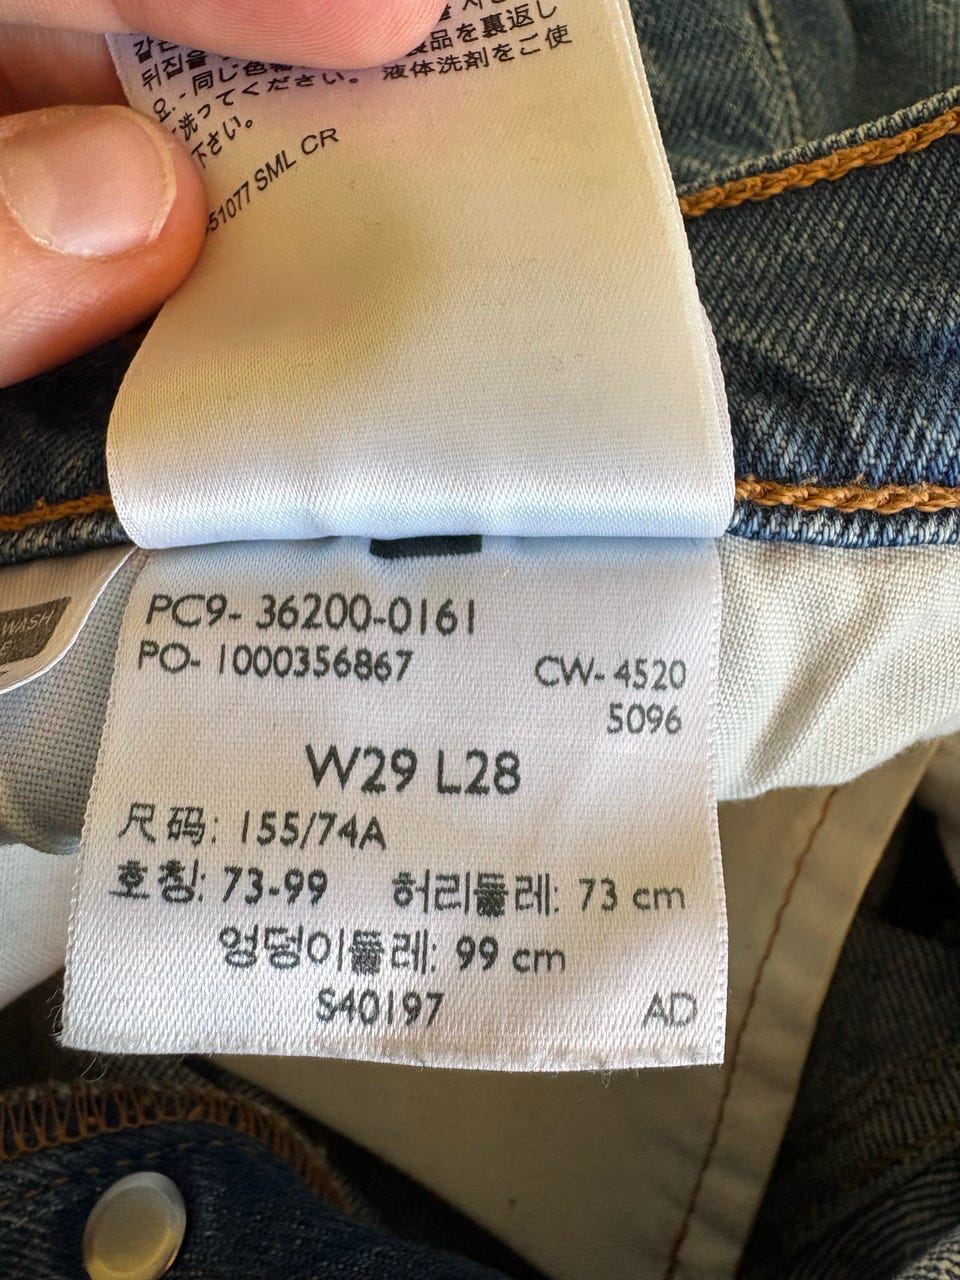 뒤집을
요. - 同じ色
품を裏返し
洗ってください。 液体洗剤をご使
下さい。
51077 SML CR
WASH
PC9- 36200-0161
PO- 1000356867
CW- 4520
5096
W29 L28
尺码: 155/74A
호칭: 73-99 허리둘레: 73 cm
엉덩이둘레: 99 cm
S40197 AD